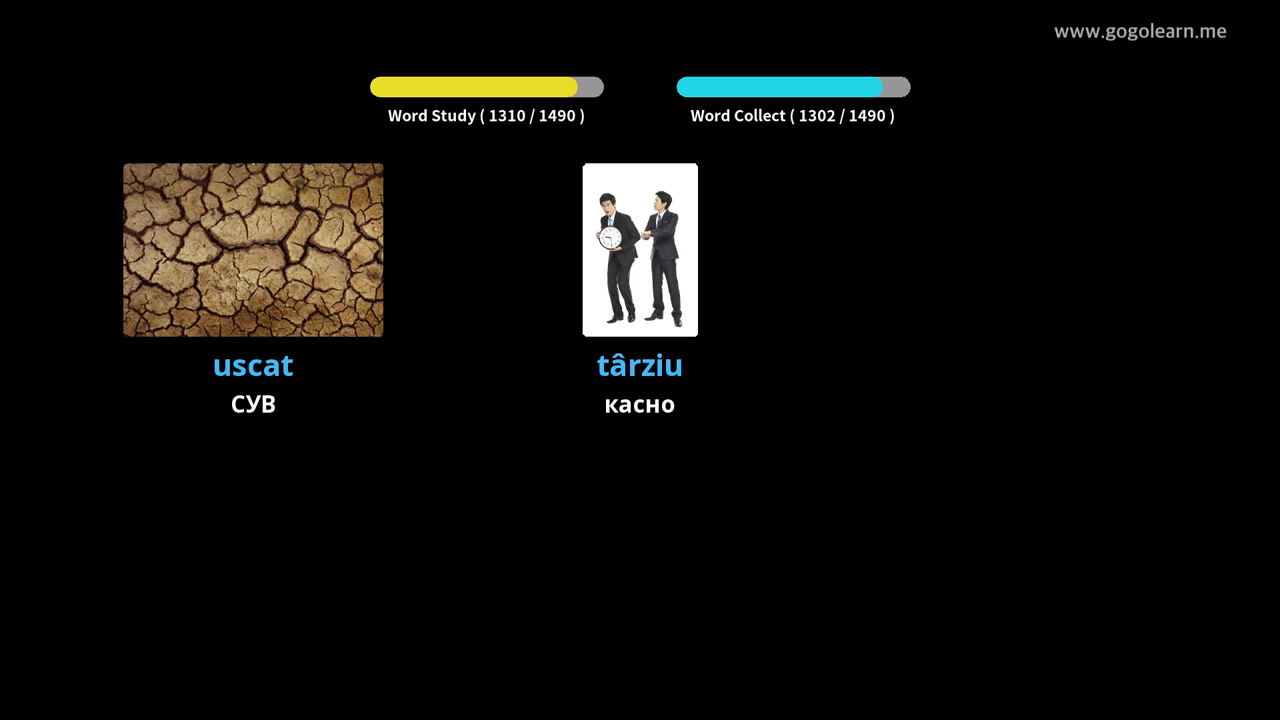 www.gogolearn.me
Word Study ( 1310 / 1490 )
Word Collect ( 1302 / 1490 )
uscat
СУВ
târziu
касно